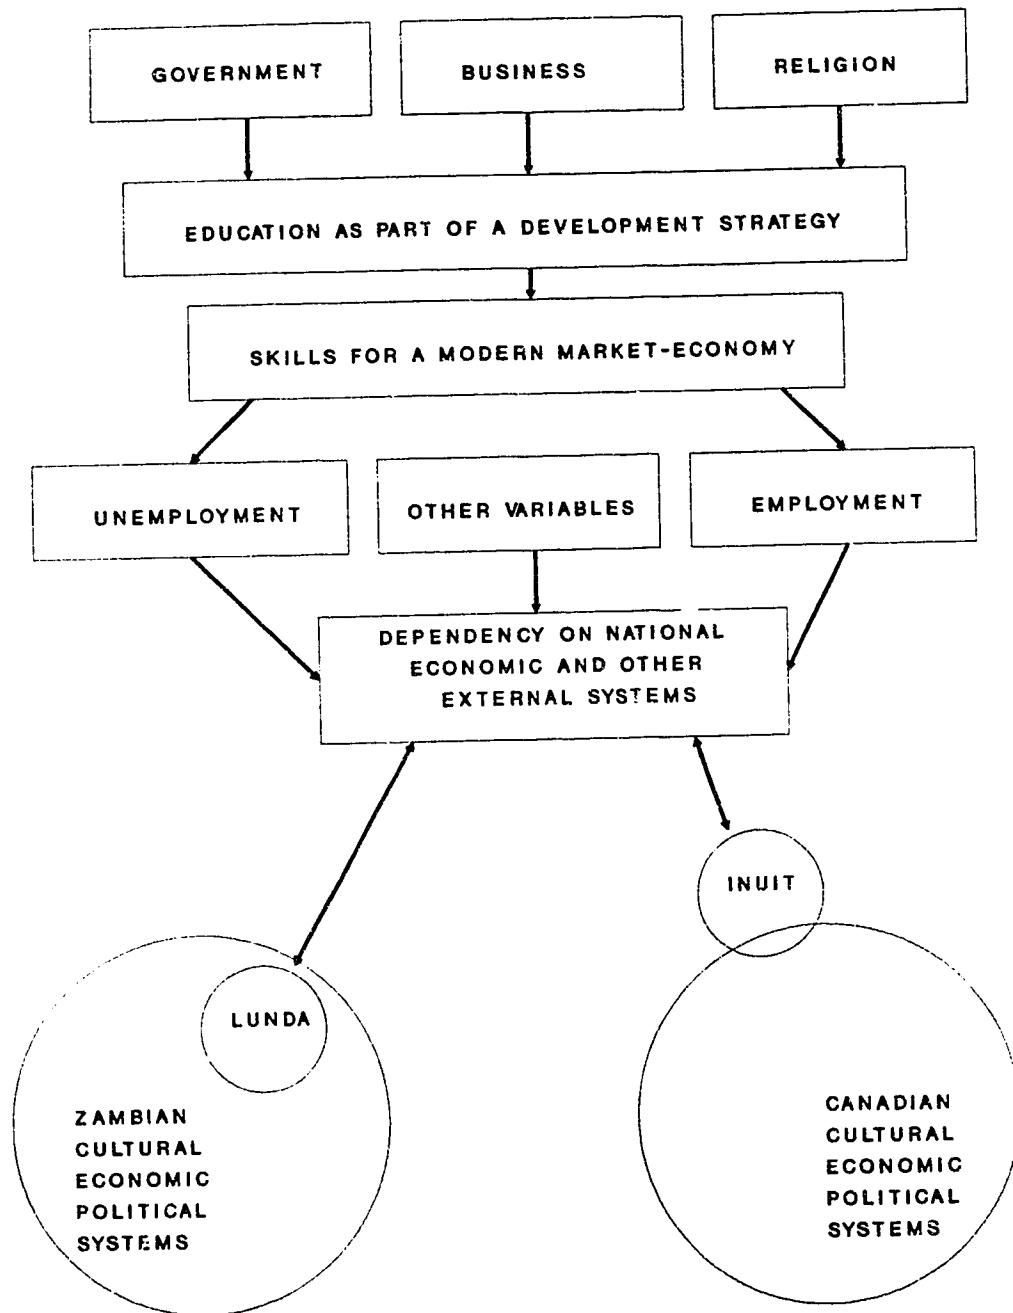 GOVERNMENT
BUSINESS
RELIGION
EDUCATION AS PART OF A DEVELOPMENT STRATEGY
SKILLS FOR A MODERN MARKET-ECONOMY
UNEMPLOYMENT
OTHER VARIABLES
EMPLOYMENT
DEPENDENCY ON NATIONAL
ECONOMIC AND OTHER
EXTERNAL SYSTEMS
INUIT
LUNDA
ZAMBIAN
CULTURAL
ECONOMIC
POLITICAL
SYSTEMS
CANADIAN
CULTURAL
ECONOMIC
POLITICAL
SYSTEMS